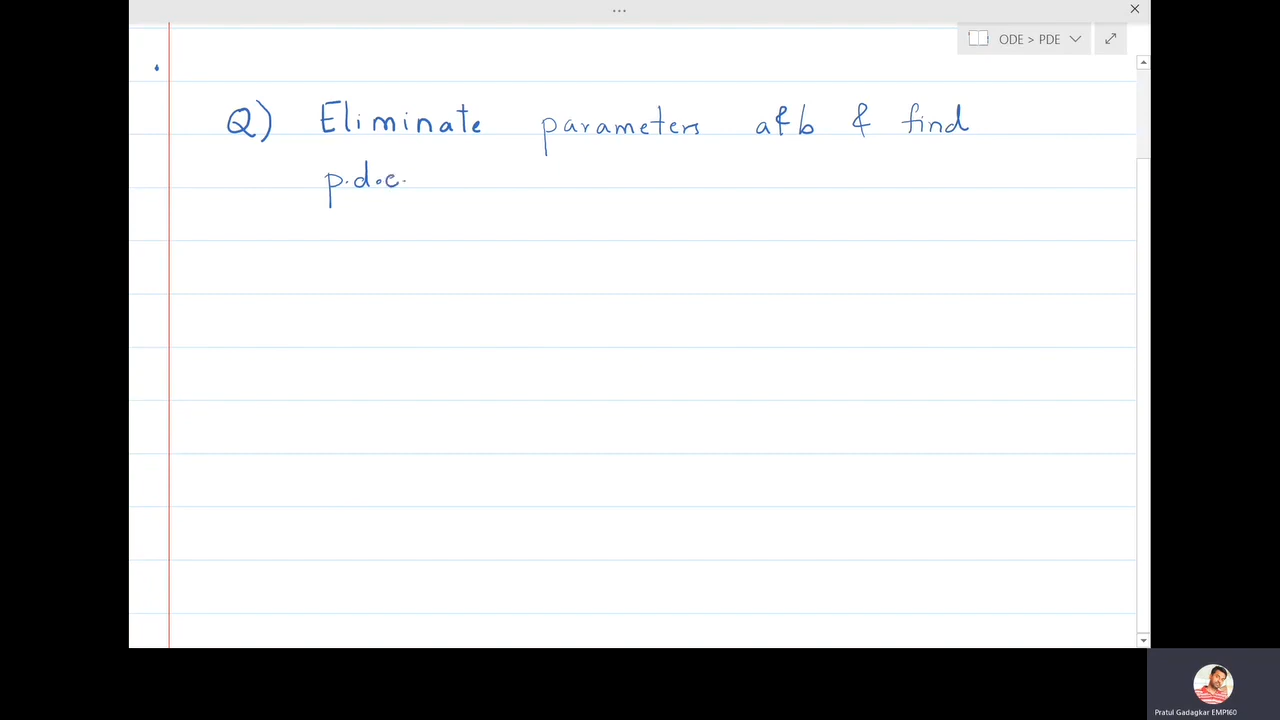 ...
ODE > PDE
Q) Eliminate parameters a & b & find
p.d.e.
Pratul Gadagkar EMP160